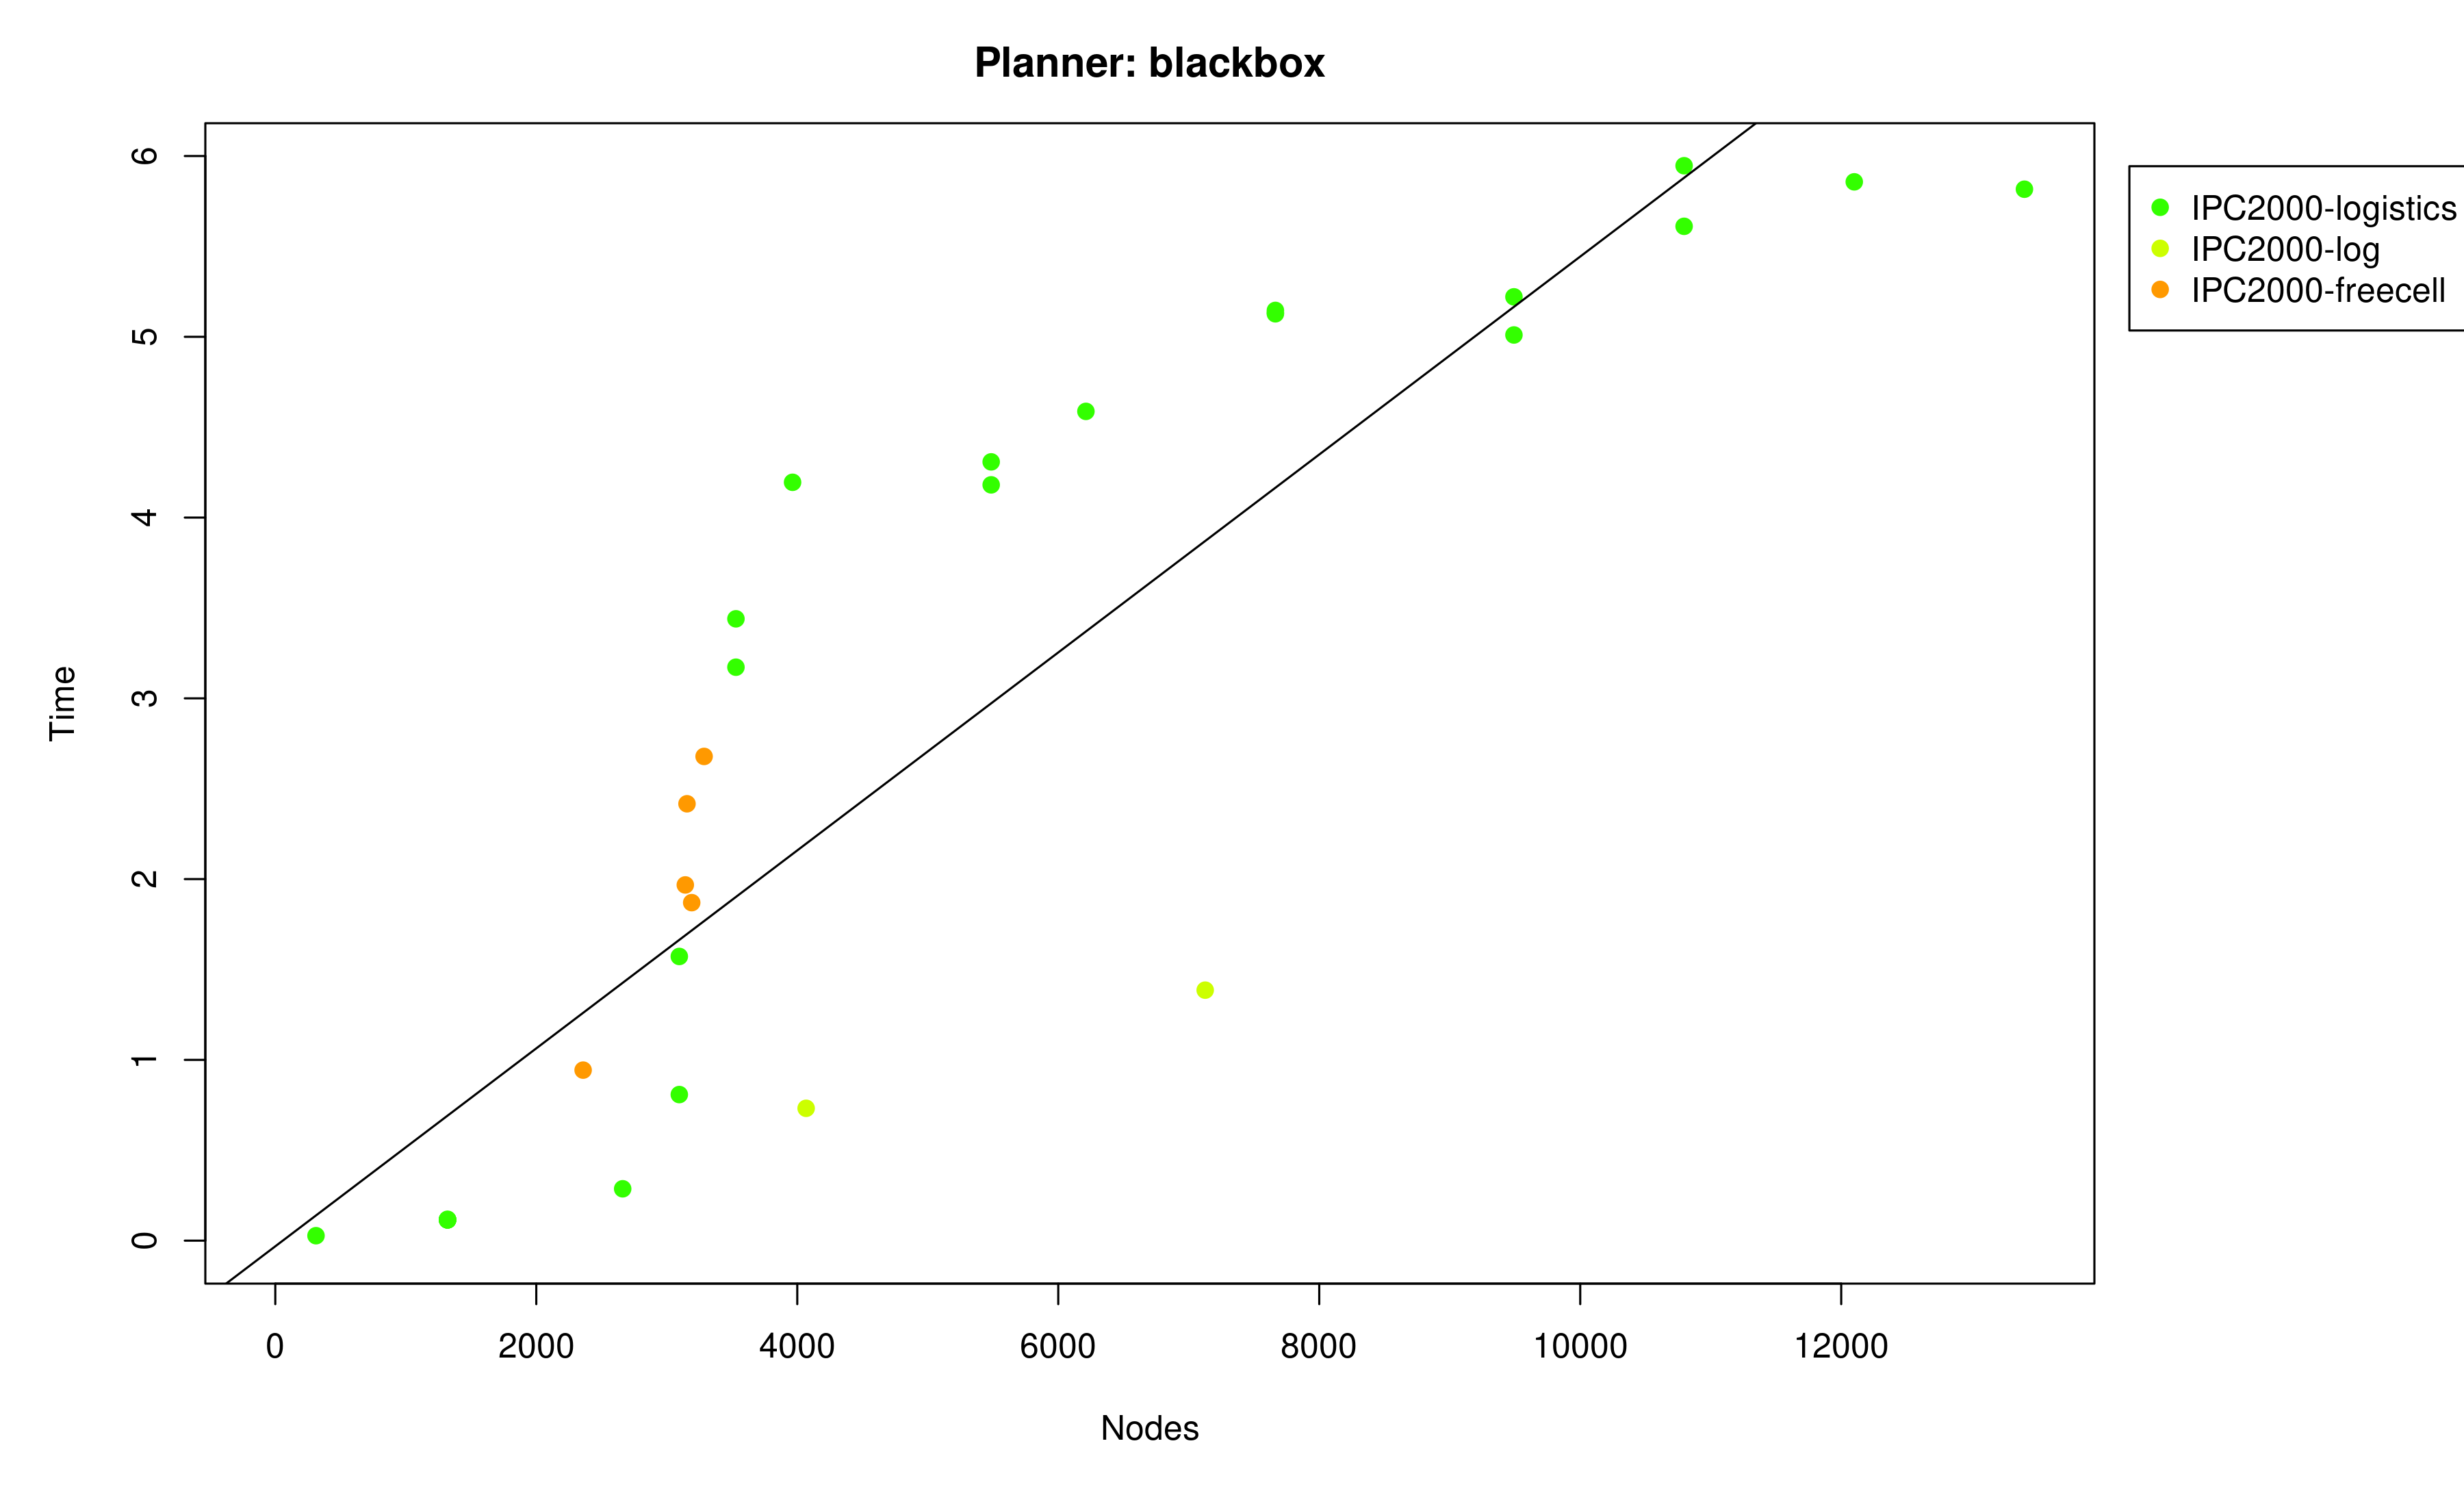 Planner: blackbox
6
5
4
3
2
1
0
Time
0 2000 4000 6000 8000 10000 12000
Nodes
IPC2000-logistics
IPC2000-log
IPC2000-freecell